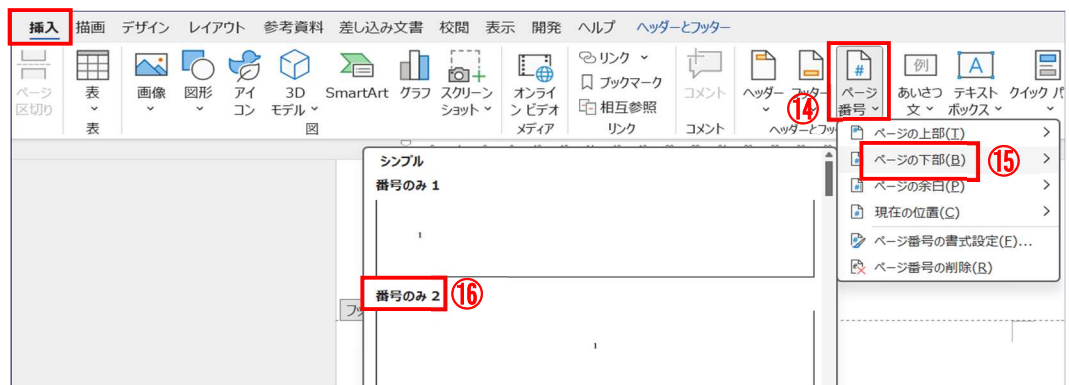 挿入 描画 デザイン レイアウト 参考資料 差し込み文書 校閲 表示 開発 ヘルプ ヘッダーとフッター
ページ区切り
表
画像
図形
アイコン
3Dモデル
SmartArt
グラフ
スクリーンショット
オンラインビデオ
リンク
ブックマーク
相互参照
コメント
ヘッダー
フッター
⑭
#
ページ番号
例
あいさつ文
A
テキストボックス
クイック パ
表
図
メディア
リンク
コメント
ヘッダーとフッ
ページの上部(T)
ページの下部(B)
⑮
ページの余白(P)
現在の位置(C)
ページ番号の書式設定(F)...
ページ番号の削除(R)
シンプル
番号のみ 1
1
番号のみ 2
⑯
1
フッ